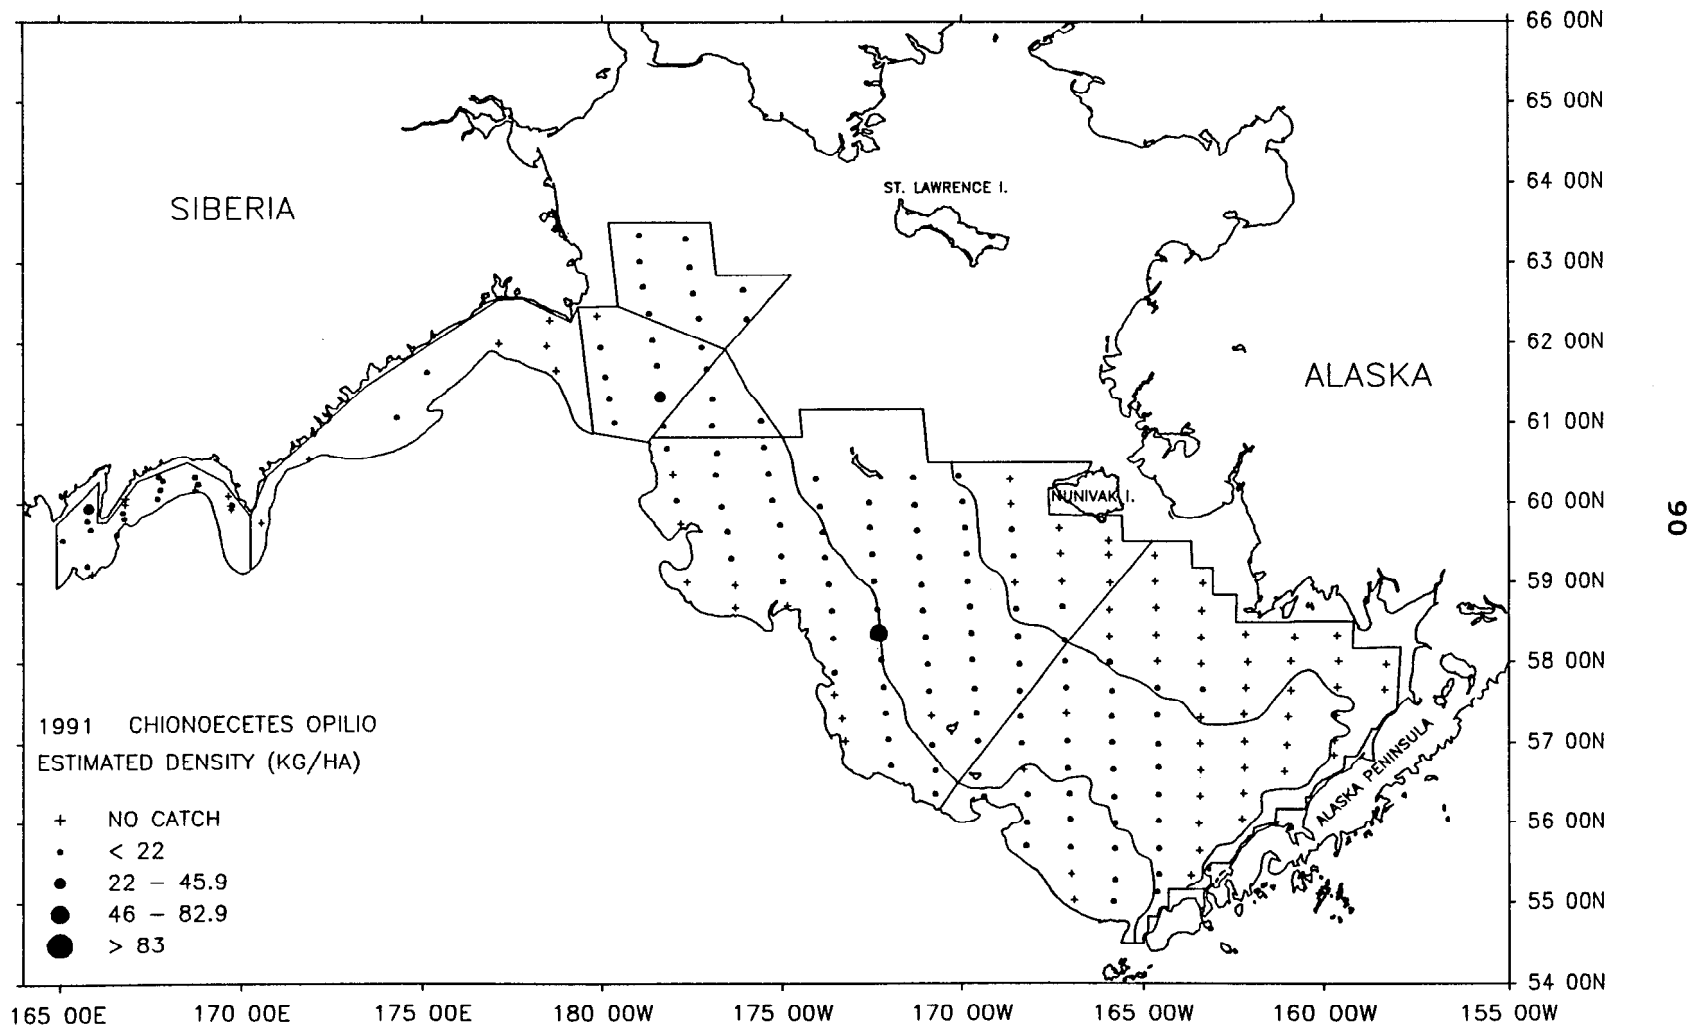 66 00N
65 00N
64 00N
63 00N
62 00N
61 00N
60 00N
59 00N
58 00N
57 00N
56 00N
55 00N
54 00N
SIBERIA
ST. LAWRENCE I.
ALASKA
NUNIVAK I.
ALASKA PENINSULA
1991 CHIONOECETES OPILIO
ESTIMATED DENSITY (KG/HA)
+ NO CATCH
• < 22
● 22 – 45.9
● 46 – 82.9
● > 83
165 00E 170 00E 175 00E 180 00W 175 00W 170 00W 165 00W 160 00W 155 00W
90